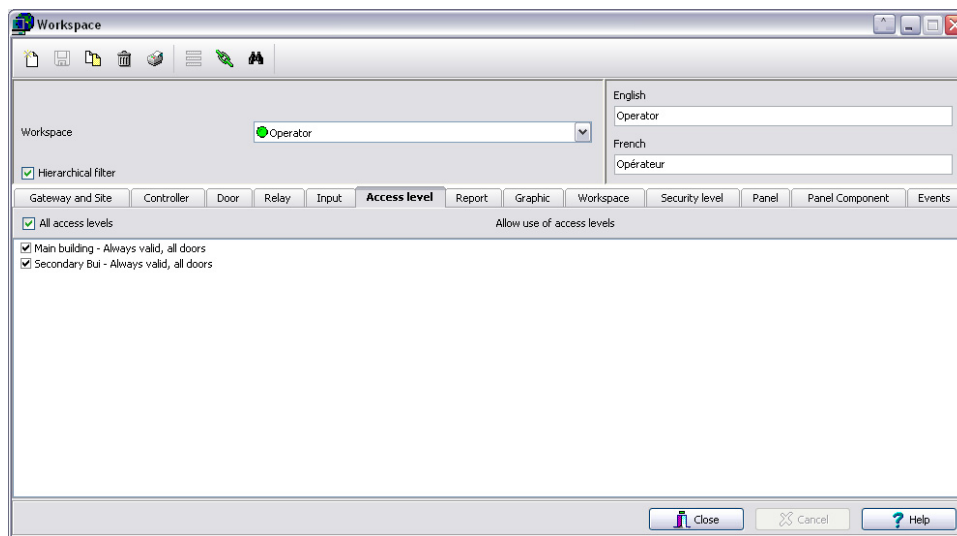 Workspace
English
Operator
Workspace
Operator
French
Opérateur
Hierarchical filter
Gateway and Site Controller Door Relay Input Access level Report Graphic Workspace Security level Panel Panel Component Events
All access levels Allow use of access levels
Main building - Always valid, all doors
Secondary Bui - Always valid, all doors
Close Cancel Help